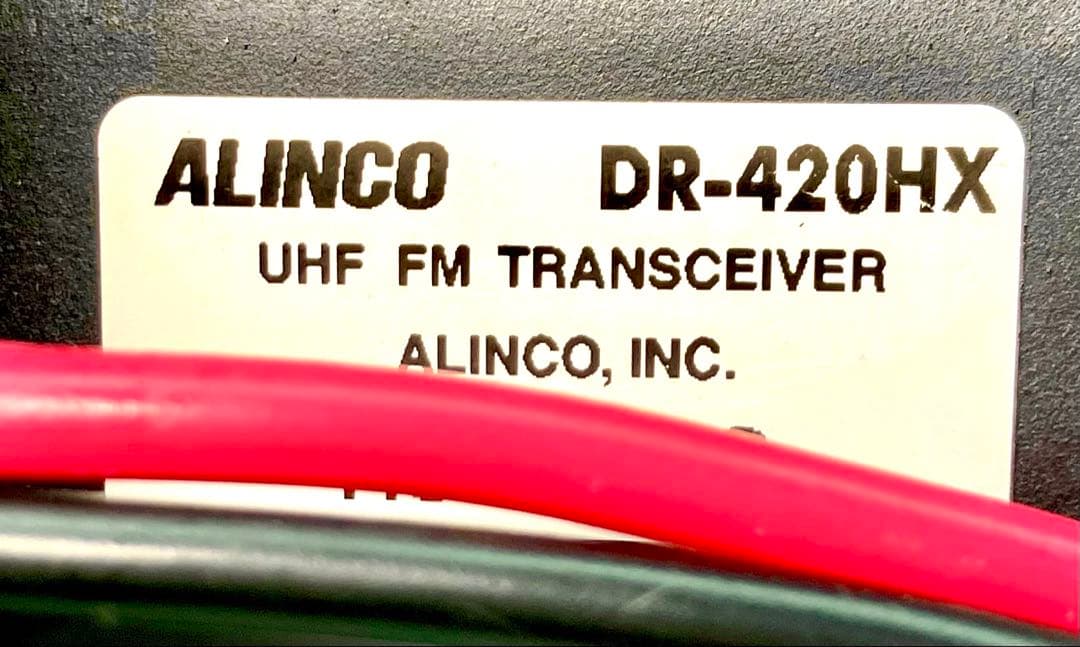 ALINCO DR-420HX
UHF FM TRANSCEIVER
ALINCO, INC.